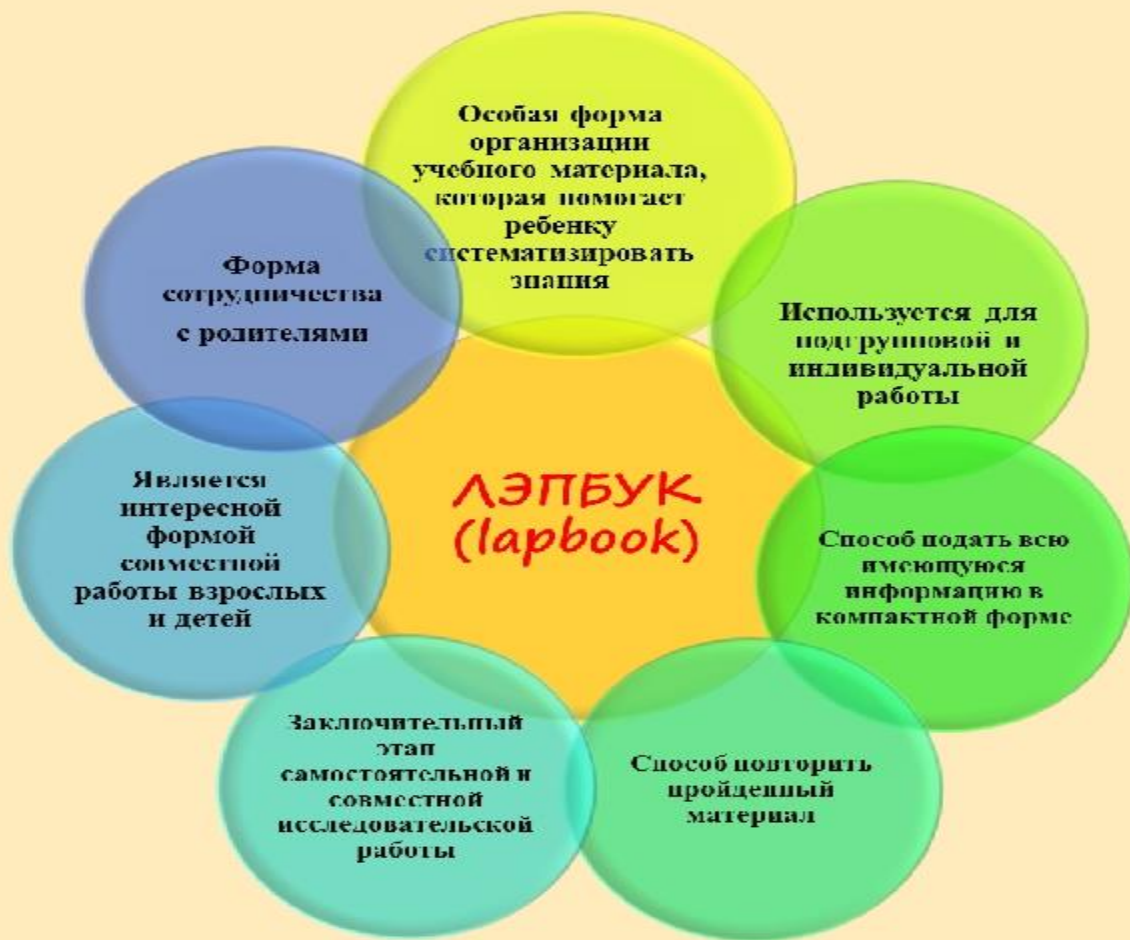 Особая форма
организации
учебного материала,
которая помогает
ребенку
систематизировать
знания
Используется для
подгрупповой и
индивидуальной
работы
Способ подать всю
имеющуюся
информацию в
компактной форме
Способ повторить
пройденный
материал
Заключительный
этап
самостоятельной и
совместной
исследовательской
работы
Является
интересной
формой
совместной
работы взрослых
и детей
Форма
сотрудничества
с родителями
ЛЭПБУК
(lapbook)